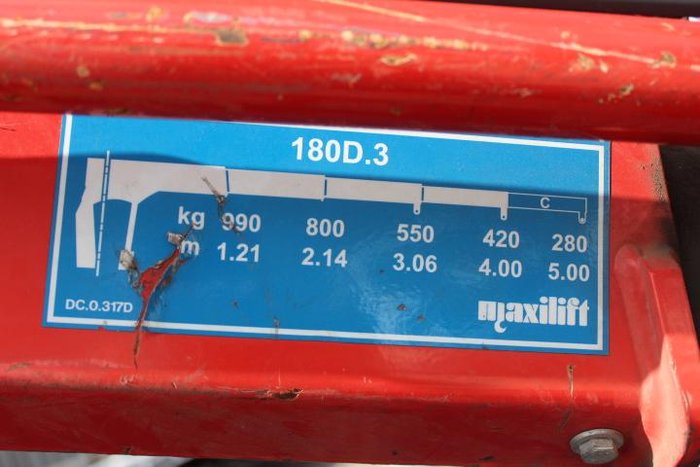 180D.3
C
kg 990 800 550 420 280
m 1.21 2.14 3.06 4.00 5.00
DC.0.317D
maxilift